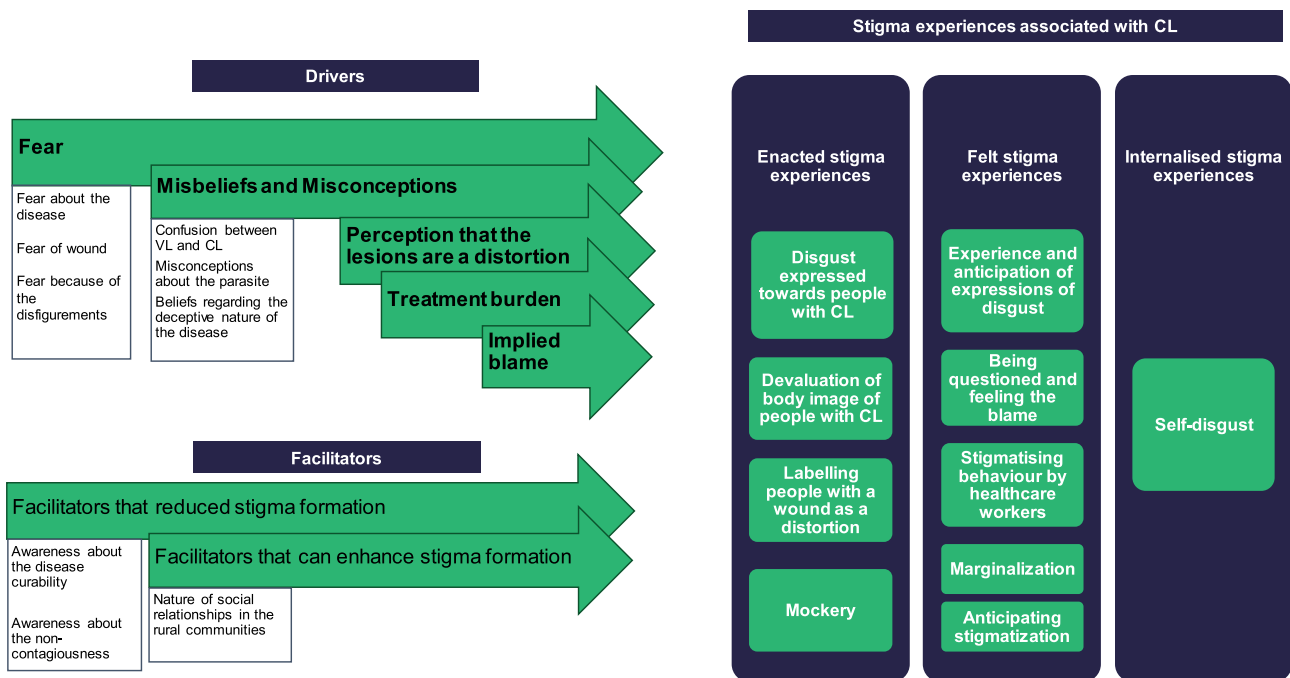 Drivers
Fear
Fear about the
disease
Fear of wound
Fear because of
the
disfigurements
Misbeliefs and Misconceptions
Confusion between
VL and CL
Misconceptions
about the parasite
Beliefs regarding the
deceptive nature of
the disease
Perception that the
lesions are a distortion
Treatment burden
Implied
blame
Facilitators
Facilitators that reduced stigma formation
Awareness about
the disease
curability
Awareness about
the non-
contagiousness
Facilitators that can enhance stigma formation
Nature of social
relationships in the
rural communities
Stigma experiences associated with CL
Enacted stigma
experiences
Disgust
expressed
towards people
with CL
Devaluation of
body image of
people with CL
Labelling
people with a
wound as a
distortion
Mockery
Felt stigma
experiences
Experience and
anticipation of
expressions of
disgust
Being
questioned and
feeling the
blame
Stigmatising
behaviour by
healthcare
workers
Marginalization
Anticipating
stigmatization
Internalised stigma
experiences
Self-disgust